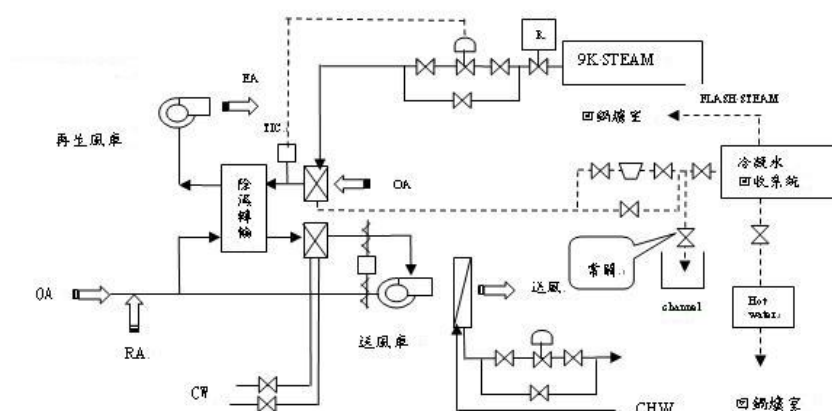 R
9K STEAM
EA
FLASH STEAM
回鍋爐室
TIC
再生風車
OA
冷凝水
回收系統
除濕轉輪
常關
OA
送風
channel
Hot
water
RA
送風車
CW
CHW
回鍋爐室